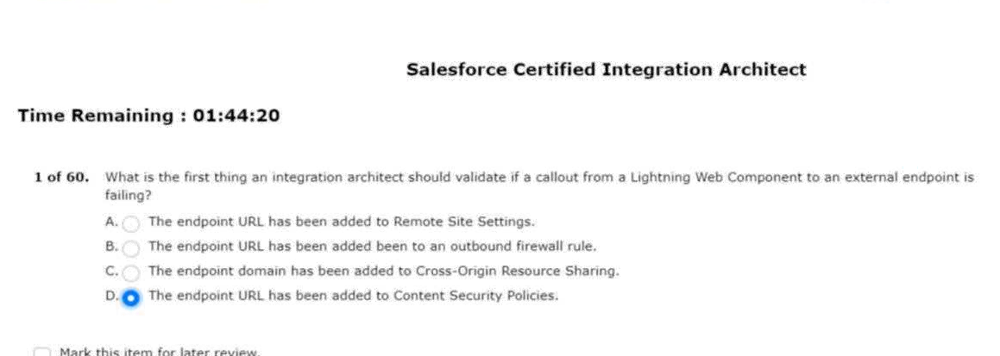 Salesforce Certified Integration Architect
Time Remaining : 01:44:20
1 of 60. What is the first thing an integration architect should validate if a callout from a Lightning Web Component to an external endpoint is
failing?
A. The endpoint URL has been added to Remote Site Settings.
B. The endpoint URL has been added been to an outbound firewall rule.
C. The endpoint domain has been added to Cross-Origin Resource Sharing.
D. The endpoint URL has been added to Content Security Policies.
Mark this item for later review.